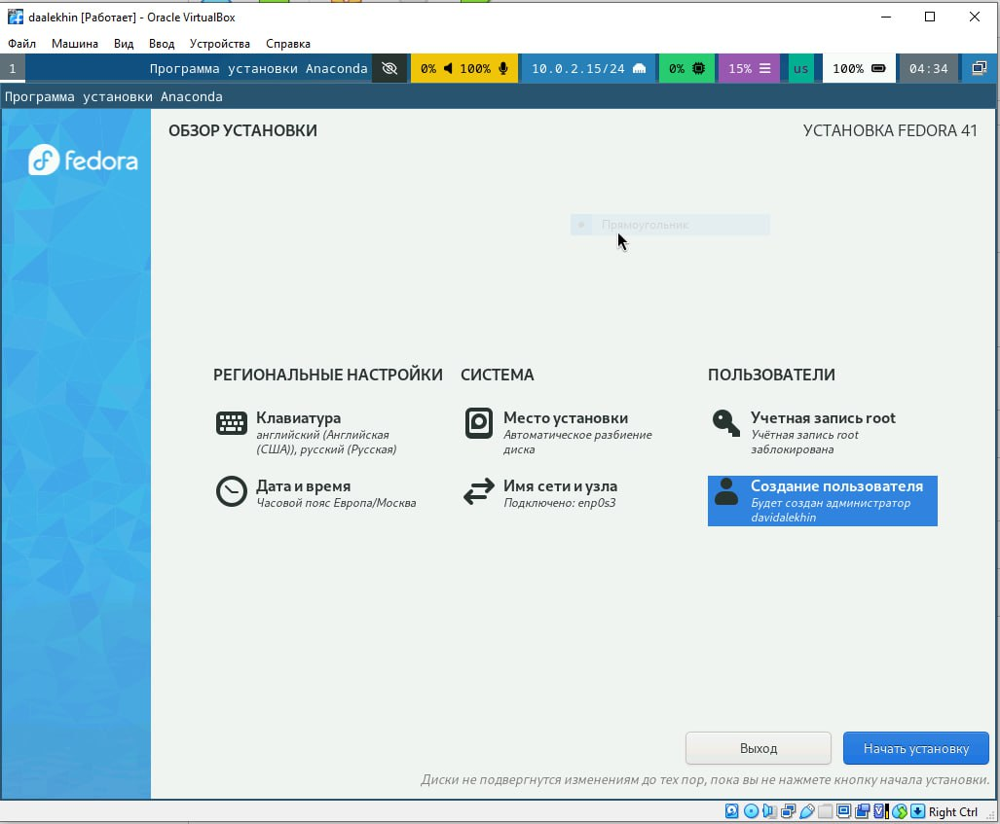 daalekhin [Работает] - Oracle VirtualBox
Файл Машина Вид Ввод Устройства Справка
1 Программа установки Anaconda 0% 100% 10.0.2.15/24 0% 15% us 100% 04:34
Программа установки Anaconda
fedora
ОБЗОР УСТАНОВКИ
УСТАНОВКА FEDORA 41
Прямоугольник
РЕГИОНАЛЬНЫЕ НАСТРОЙКИ
Клавиатура
английский (Английская
(США)), русский (Русская)
Дата и время
Часовой пояс Европа/Москва
СИСТЕМА
Место установки
Автоматическое разбиение
диска
Имя сети и узла
Подключено: enp0s3
ПОЛЬЗОВАТЕЛИ
Учетная запись root
Учётная запись root
заблокирована
Создание пользователя
Будет создан администратор
davidalekhin
Выход
Начать установку
Диски не подвергнутся изменениям до тех пор, пока вы не нажмете кнопку начала установки.
Right Ctrl